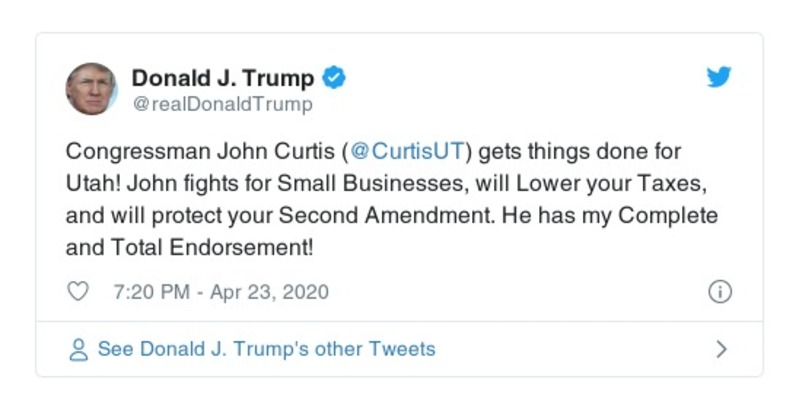 Donald J. Trump
@realDonaldTrump
Congressman John Curtis (@CurtisUT) gets things done for
Utah! John fights for Small Businesses, will Lower your Taxes,
and will protect your Second Amendment. He has my Complete
and Total Endorsement!
7:20 PM - Apr 23, 2020
See Donald J. Trump's other Tweets